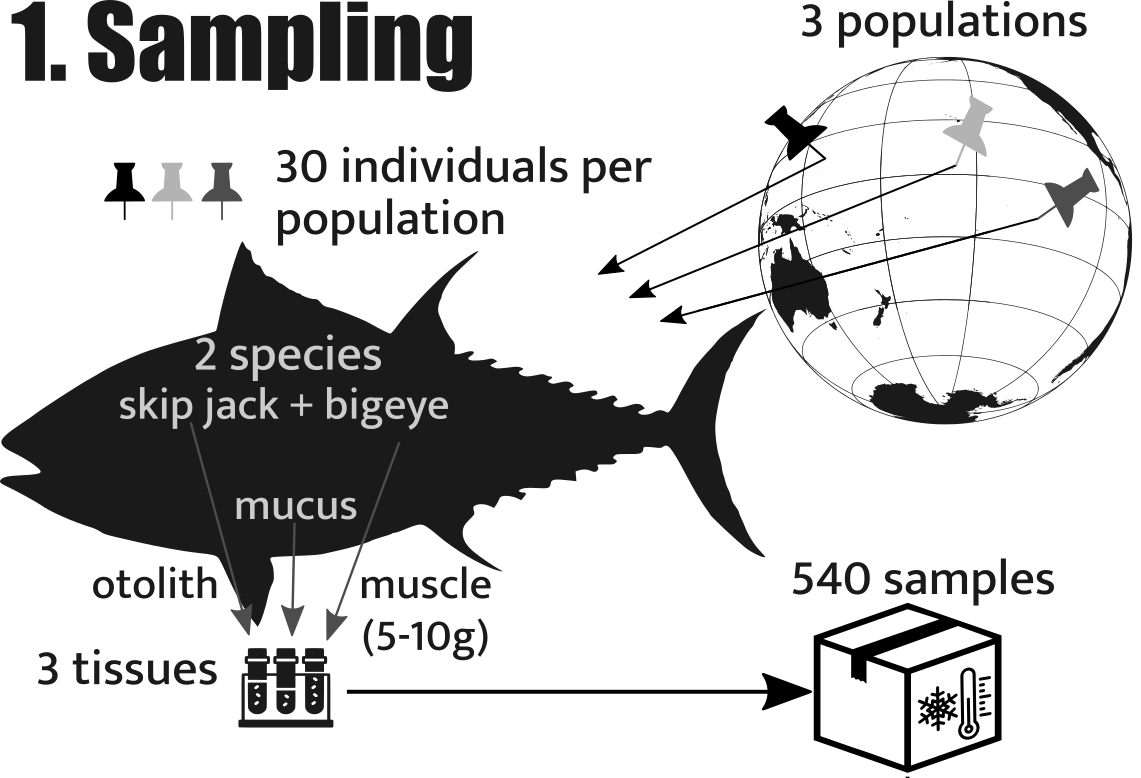 1. Sampling
3 populations
30 individuals per
population
2 species
skip jack + bigeye
mucus
otolith
muscle
(5-10g)
3 tissues
540 samples